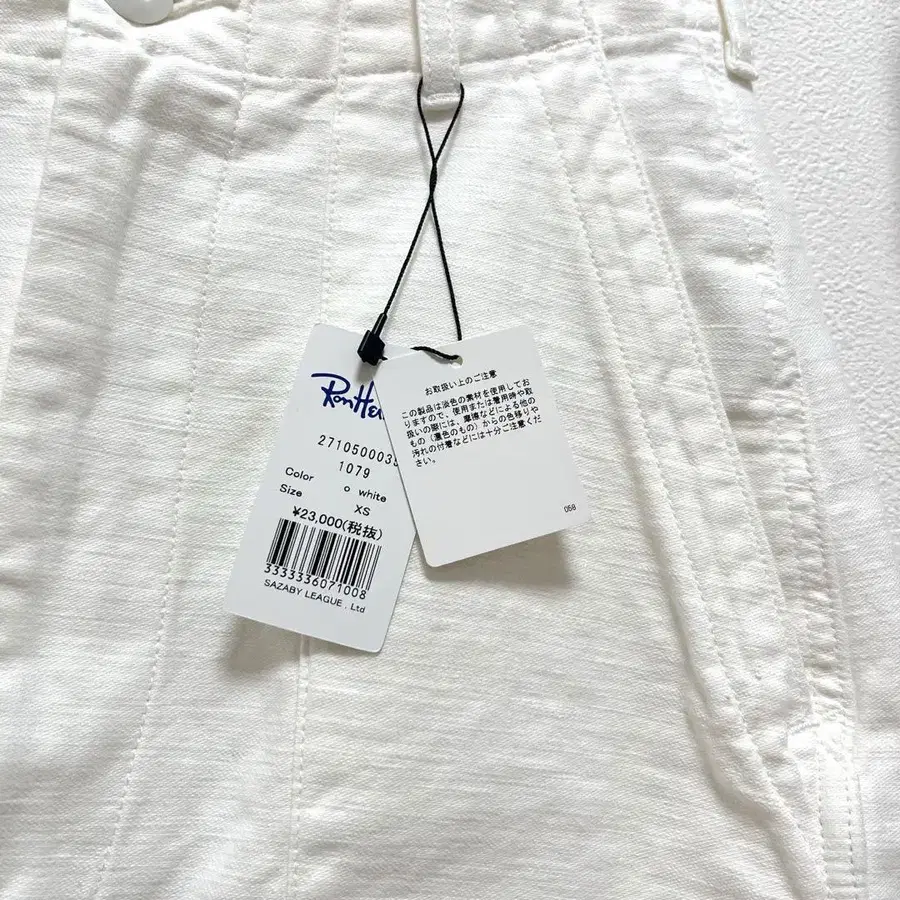 2710500035
1079
Color o white
Size XS
¥23,000(税抜)
3333336071008
SAZABY LEAGUE . Ltd
お取扱い上のご注意
この製品は淡色の素材を使用してお
りますので、使用または着用時や取
扱いの際には、摩擦などによる他の
もの(濃色のもの)からの色移りや
汚れの付着などには十分ご注意くだ
さい。
058